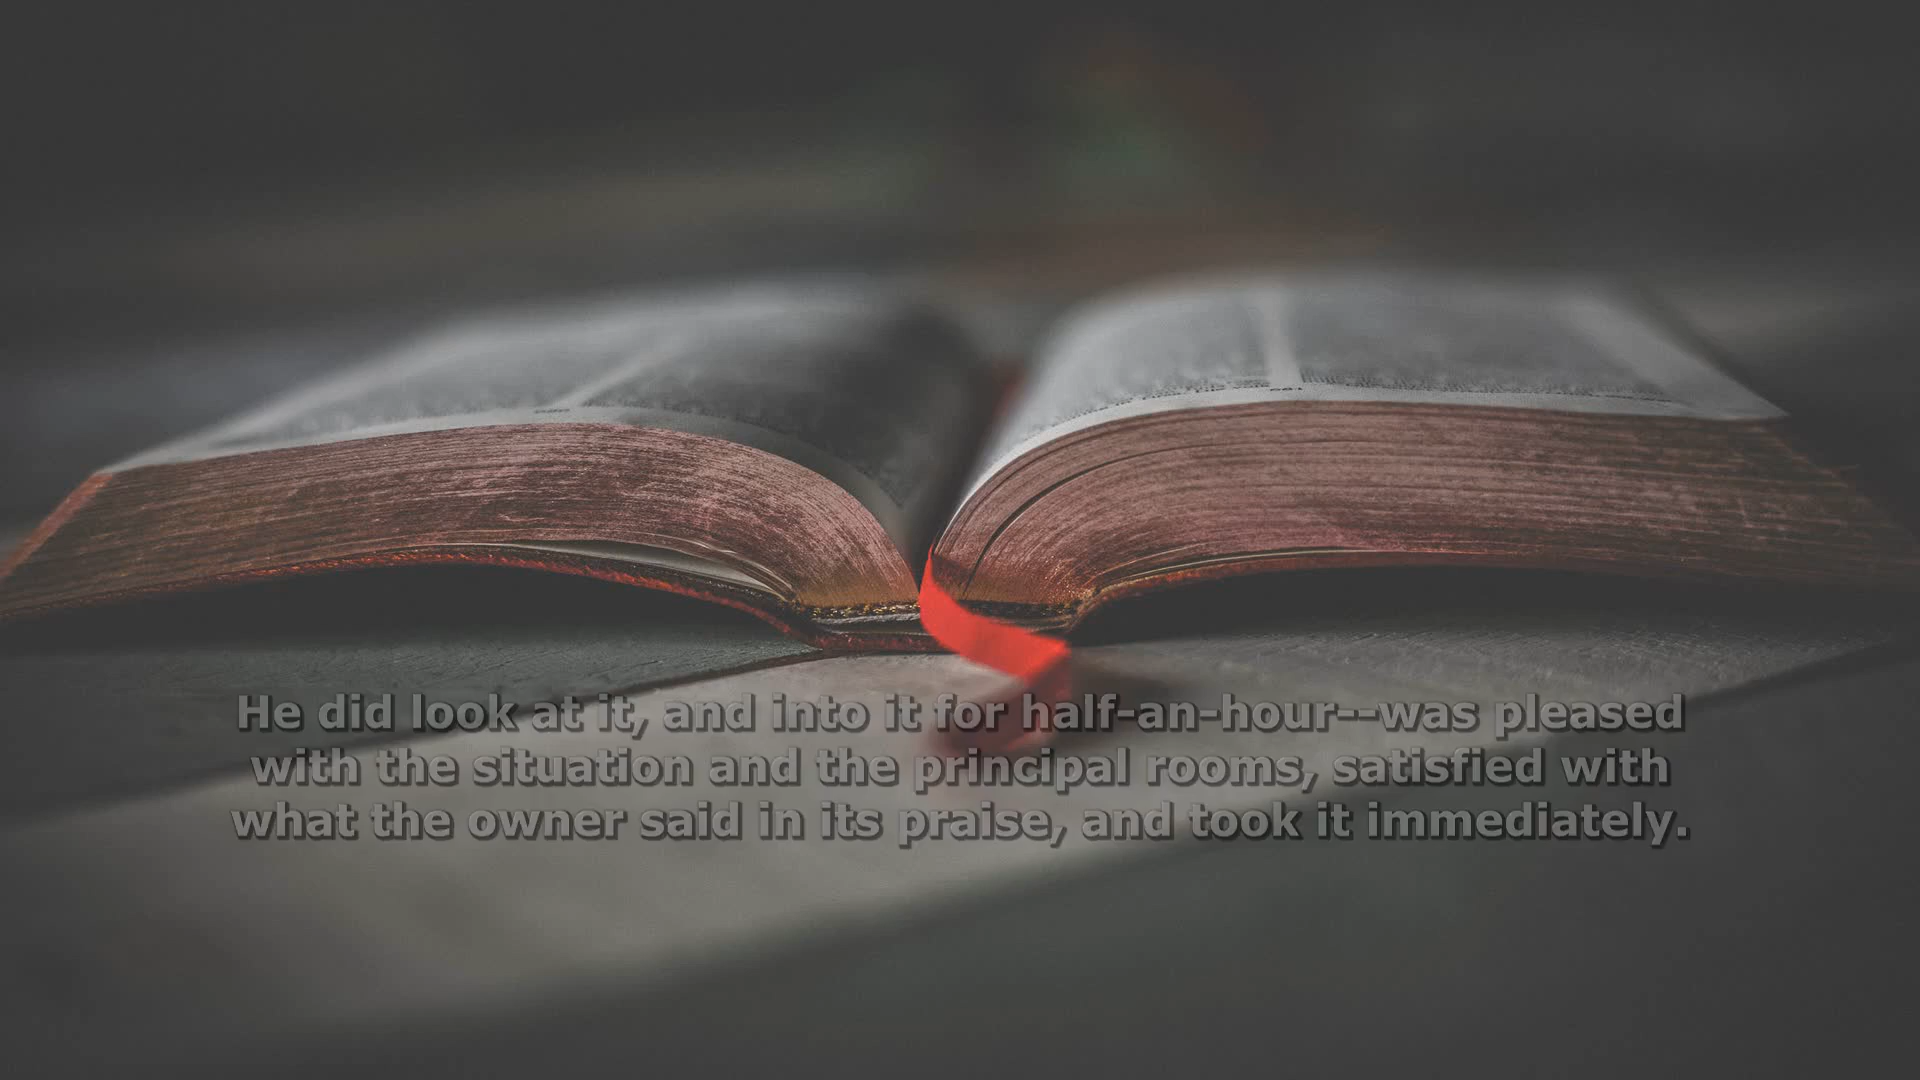 He did look at it, and into it for half-an-hour--was pleased
with the situation and the principal rooms, satisfied with
what the owner said in its praise, and took it immediately.